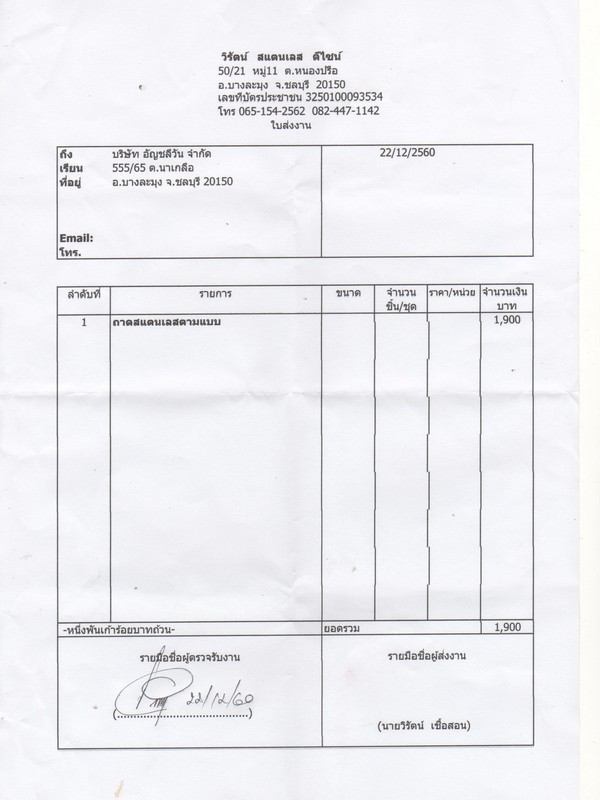 วิรัตน์ สแตนเลส ดีไซน์
50/21 หมู่11 ต.หนองปรือ
อ.บางละมุง จ.ชลบุรี 20150
เลขที่บัตรประชาชน 3250100093534
โทร 065-154-2562 082-447-1142
ใบส่งงาน
ถึง บริษัท อัญชลีวัน จำกัด 22/12/2560
เรียน 555/65 ต.นาเกลือ
ที่อยู่ อ.บางละมุง จ.ชลบุรี 20150
Email:
โทร.
ลำดับที่ รายการ ขนาด จำนวน ราคา/หน่วย จำนวนเงิน
ชิ้น/ชุด บาท
1 ถาดสแตนเลสตามแบบ 1,900
-หนึ่งพันเก้าร้อยบาทถ้วน- ยอดรวม 1,900
รายมือชื่อผู้ตรวจรับงาน รายมือชื่อผู้ส่งงาน
22/12/60
(........................................) (นายวิรัตน์ เชื้อสอน)